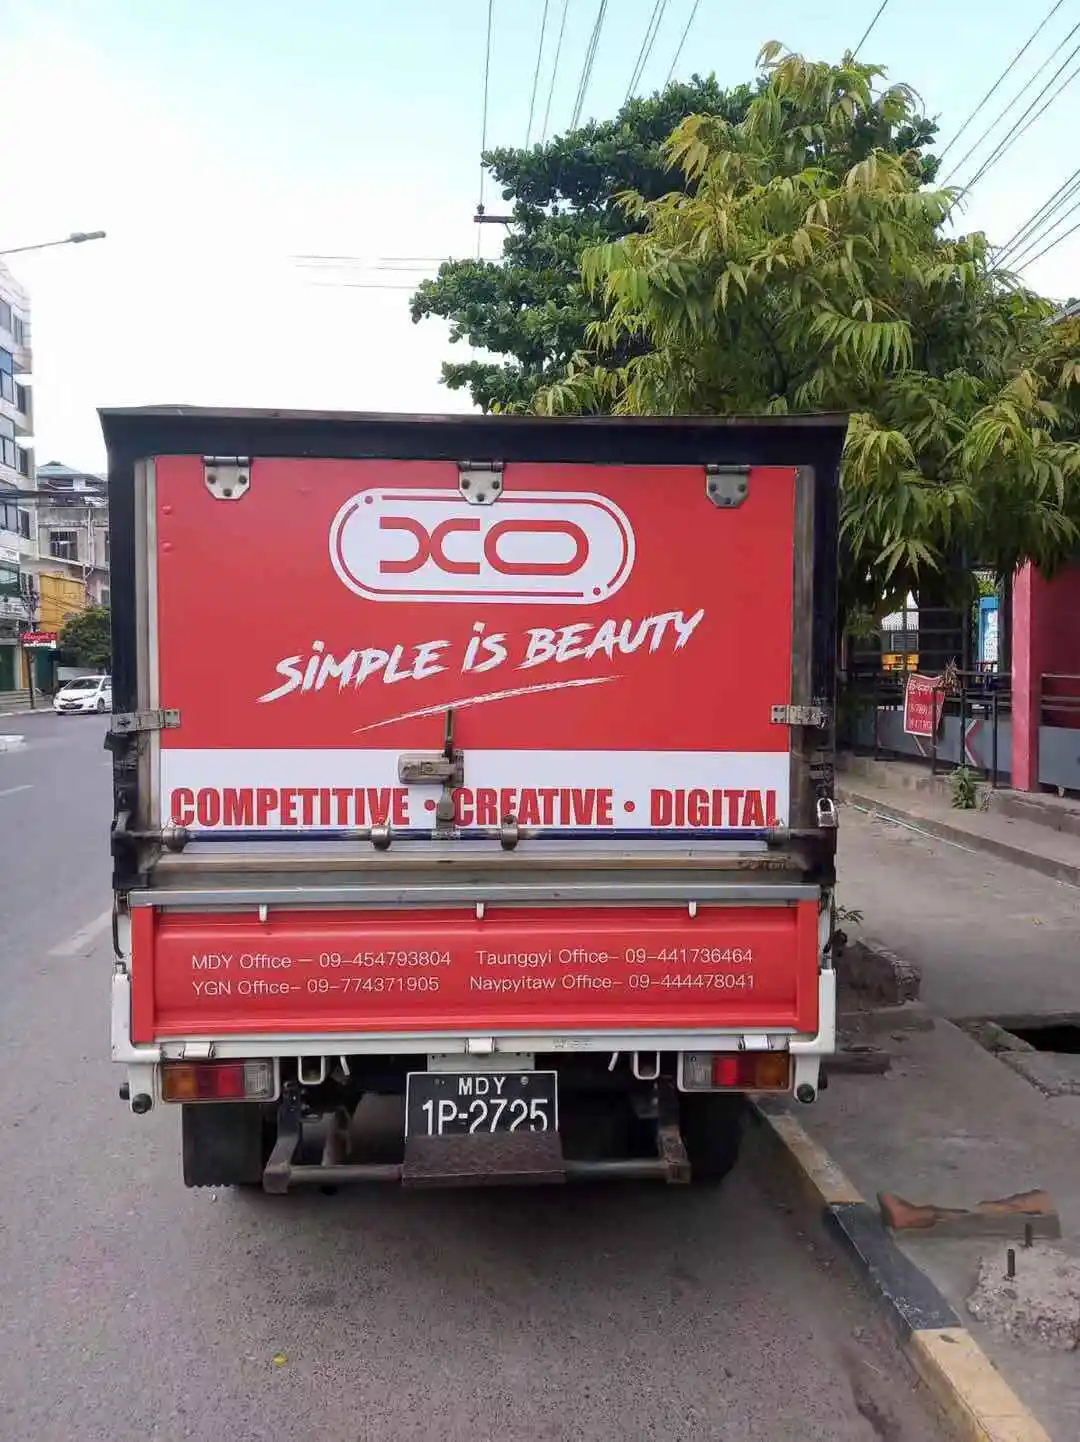 XO
SiMPLE iS BEAUTY
COMPETITIVE • CREATIVE • DIGITAL
MDY Office – 09-454793804 Taunggyi Office- 09-441736464
YGN Office- 09-774371905 Naypyitaw Office- 09-444478041
MDY
1P-2725